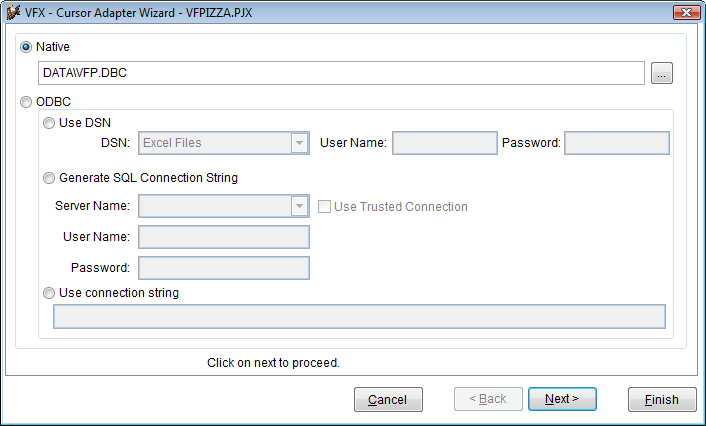 VFX - Cursor Adapter Wizard - VFPIZZA.PJX
Native
DATA\VFP.DBC
...
ODBC
Use DSN
DSN: Excel Files User Name: Password:
Generate SQL Connection String
Server Name: Use Trusted Connection
User Name:
Password:
Use connection string
Click on next to proceed.
Cancel < Back Next > Finish